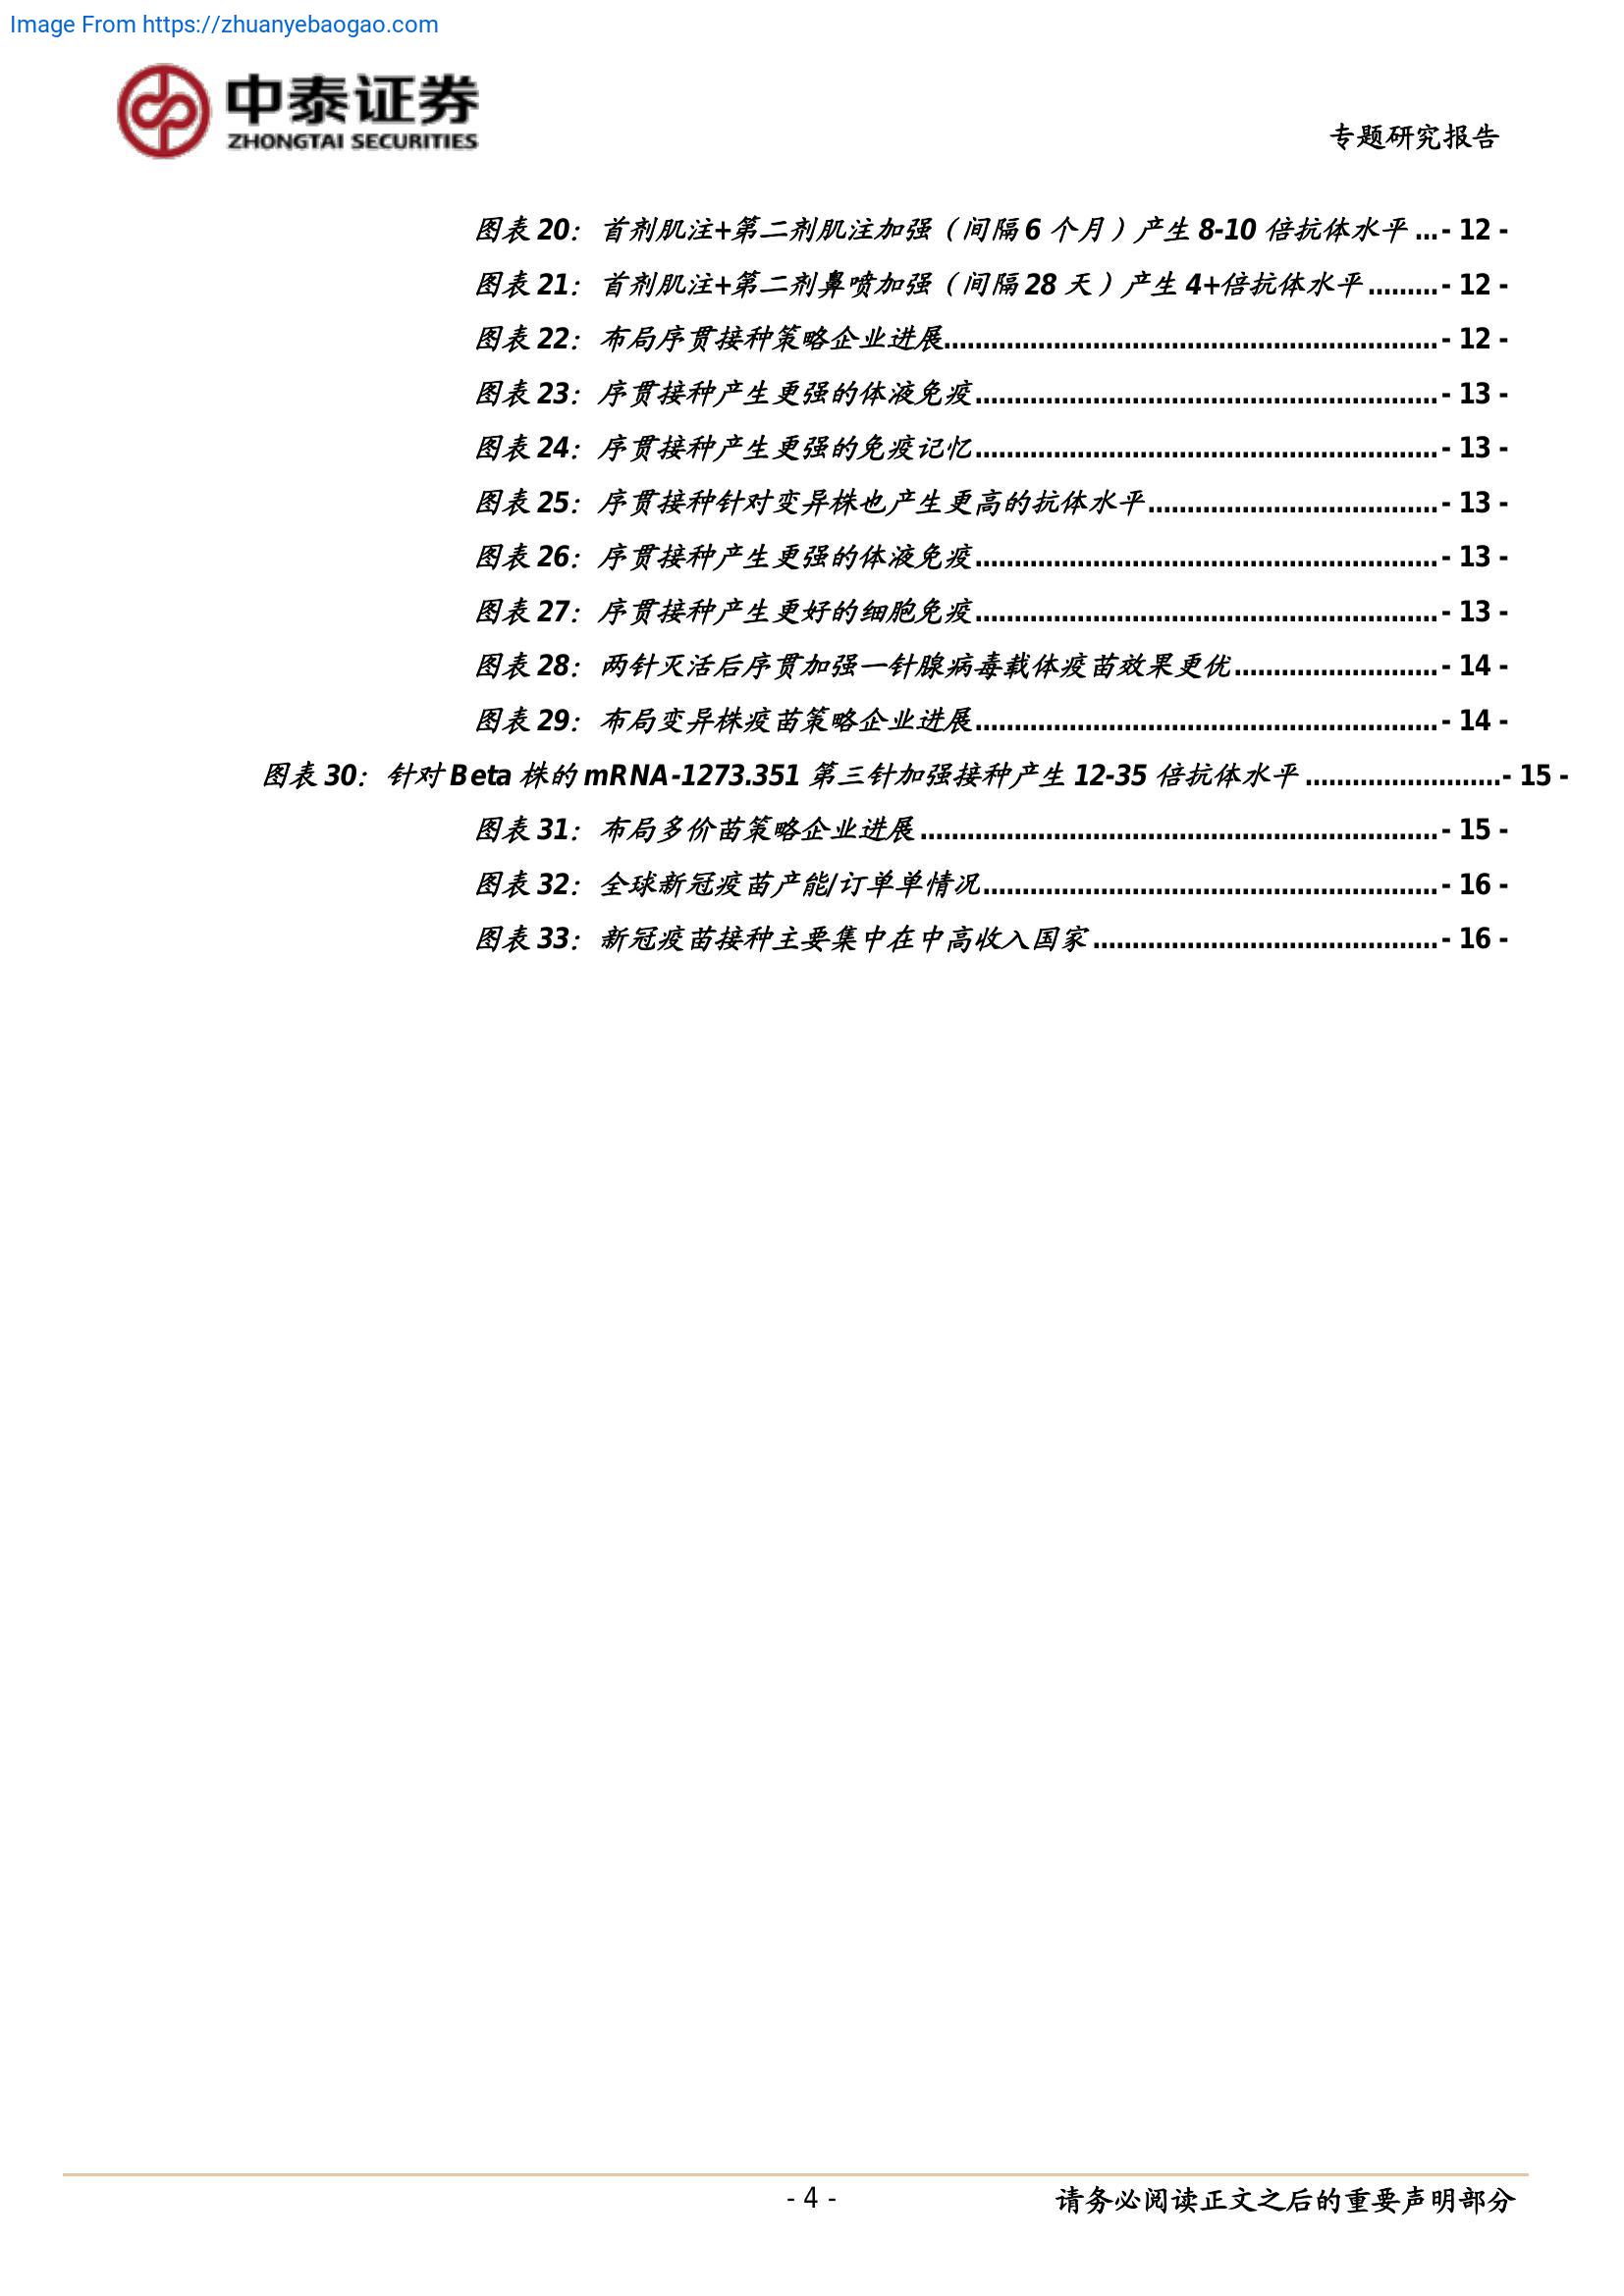 Image From https://zhuanyebaogao.com
中泰证券
ZHONGTAI SECURITIES
专题研究报告
图表 20：首剂肌注+第二剂肌注加强（间隔 6 个月）产生 8-10 倍抗体水平 ...- 12 -
图表 21：首剂肌注+第二剂鼻喷加强（间隔 28 天）产生 4+倍抗体水平 .........- 12 -
图表 22：布局序贯接种策略企业进展...............................................................- 12 -
图表 23：序贯接种产生更强的体液免疫...........................................................- 13 -
图表 24：序贯接种产生更强的免疫记忆...........................................................- 13 -
图表 25：序贯接种针对变异株也产生更高的抗体水平.....................................- 13 -
图表 26：序贯接种产生更强的体液免疫...........................................................- 13 -
图表 27：序贯接种产生更好的细胞免疫...........................................................- 13 -
图表 28：两针灭活后序贯加强一针腺病毒载体疫苗效果更优..........................- 14 -
图表 29：布局变异株疫苗策略企业进展...........................................................- 14 -
图表 30：针对 Beta 株的 mRNA-1273.351 第三针加强接种产生 12-35 倍抗体水平 .........................- 15 -
图表 31：布局多价苗策略企业进展 ..................................................................- 15 -
图表 32：全球新冠疫苗产能/订单单情况..........................................................- 16 -
图表 33：新冠疫苗接种主要集中在中高收入国家 ............................................- 16 -
- 4 -
请务必阅读正文之后的重要声明部分